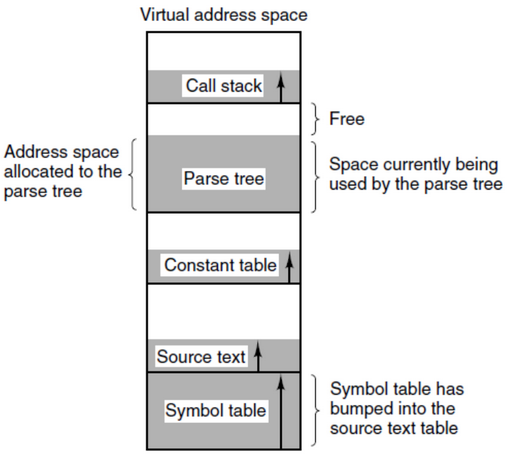 Virtual address space
Call stack
Free
Address space
allocated to the
parse tree
Parse tree
Space currently being
used by the parse tree
Constant table
Source text
Symbol table
Symbol table has
bumped into the
source text table